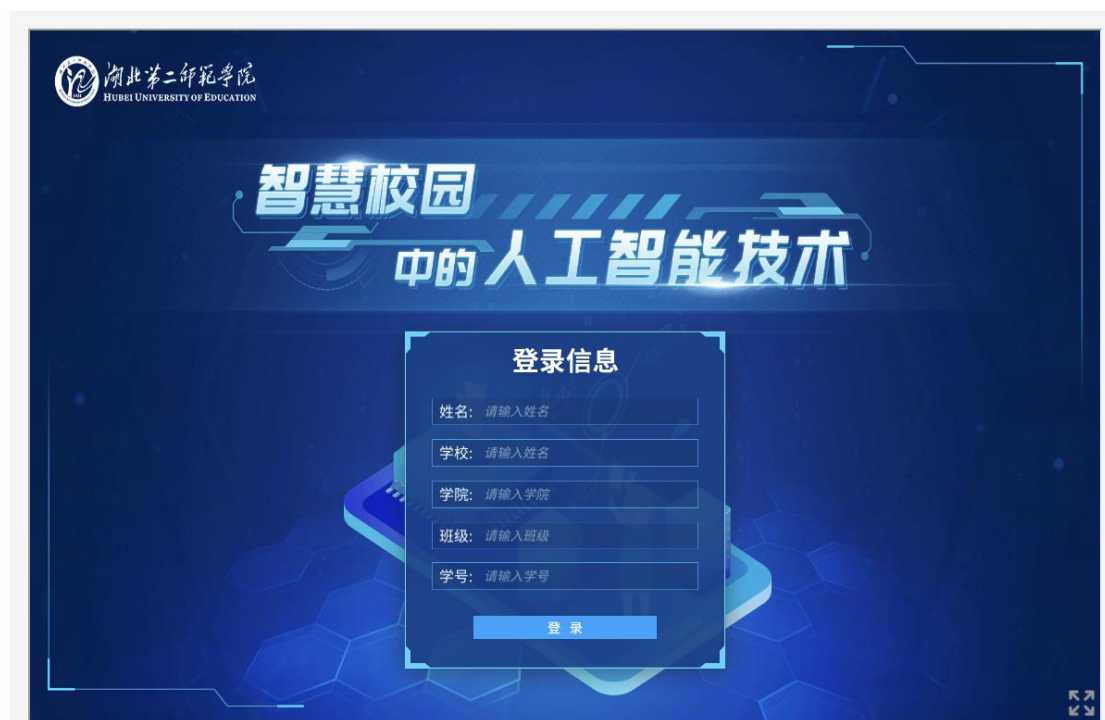 湖北第二师范学院
HUBEI UNIVERSITY OF EDUCATION
智慧校园
中的人工智能技术
登录信息
姓名: 请输入姓名
学校: 请输入姓名
学院: 请输入学院
班级: 请输入班级
学号: 请输入学号
登 录